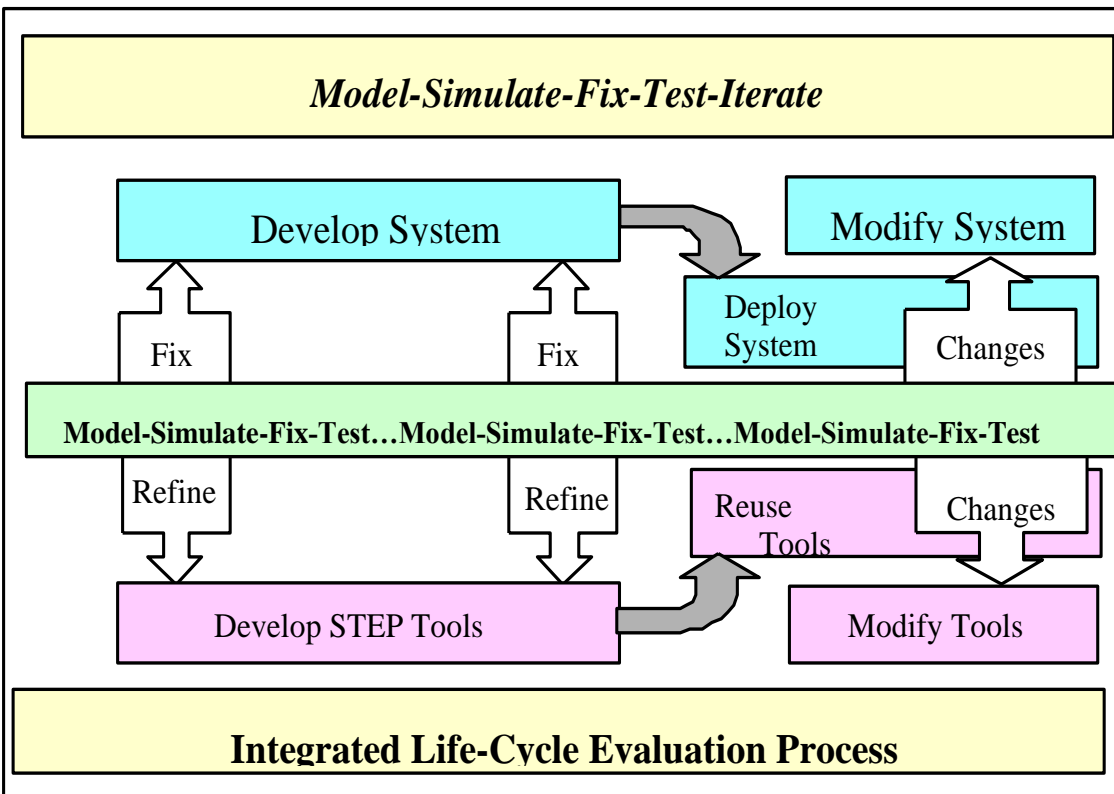 Model-Simulate-Fix-Test-Iterate
Develop System
Modify System
Deploy
System
Fix
Fix
Changes
Model-Simulate-Fix-Test…Model-Simulate-Fix-Test…Model-Simulate-Fix-Test
Refine
Refine
Reuse
Tools
Changes
Develop STEP Tools
Modify Tools
Integrated Life-Cycle Evaluation Process